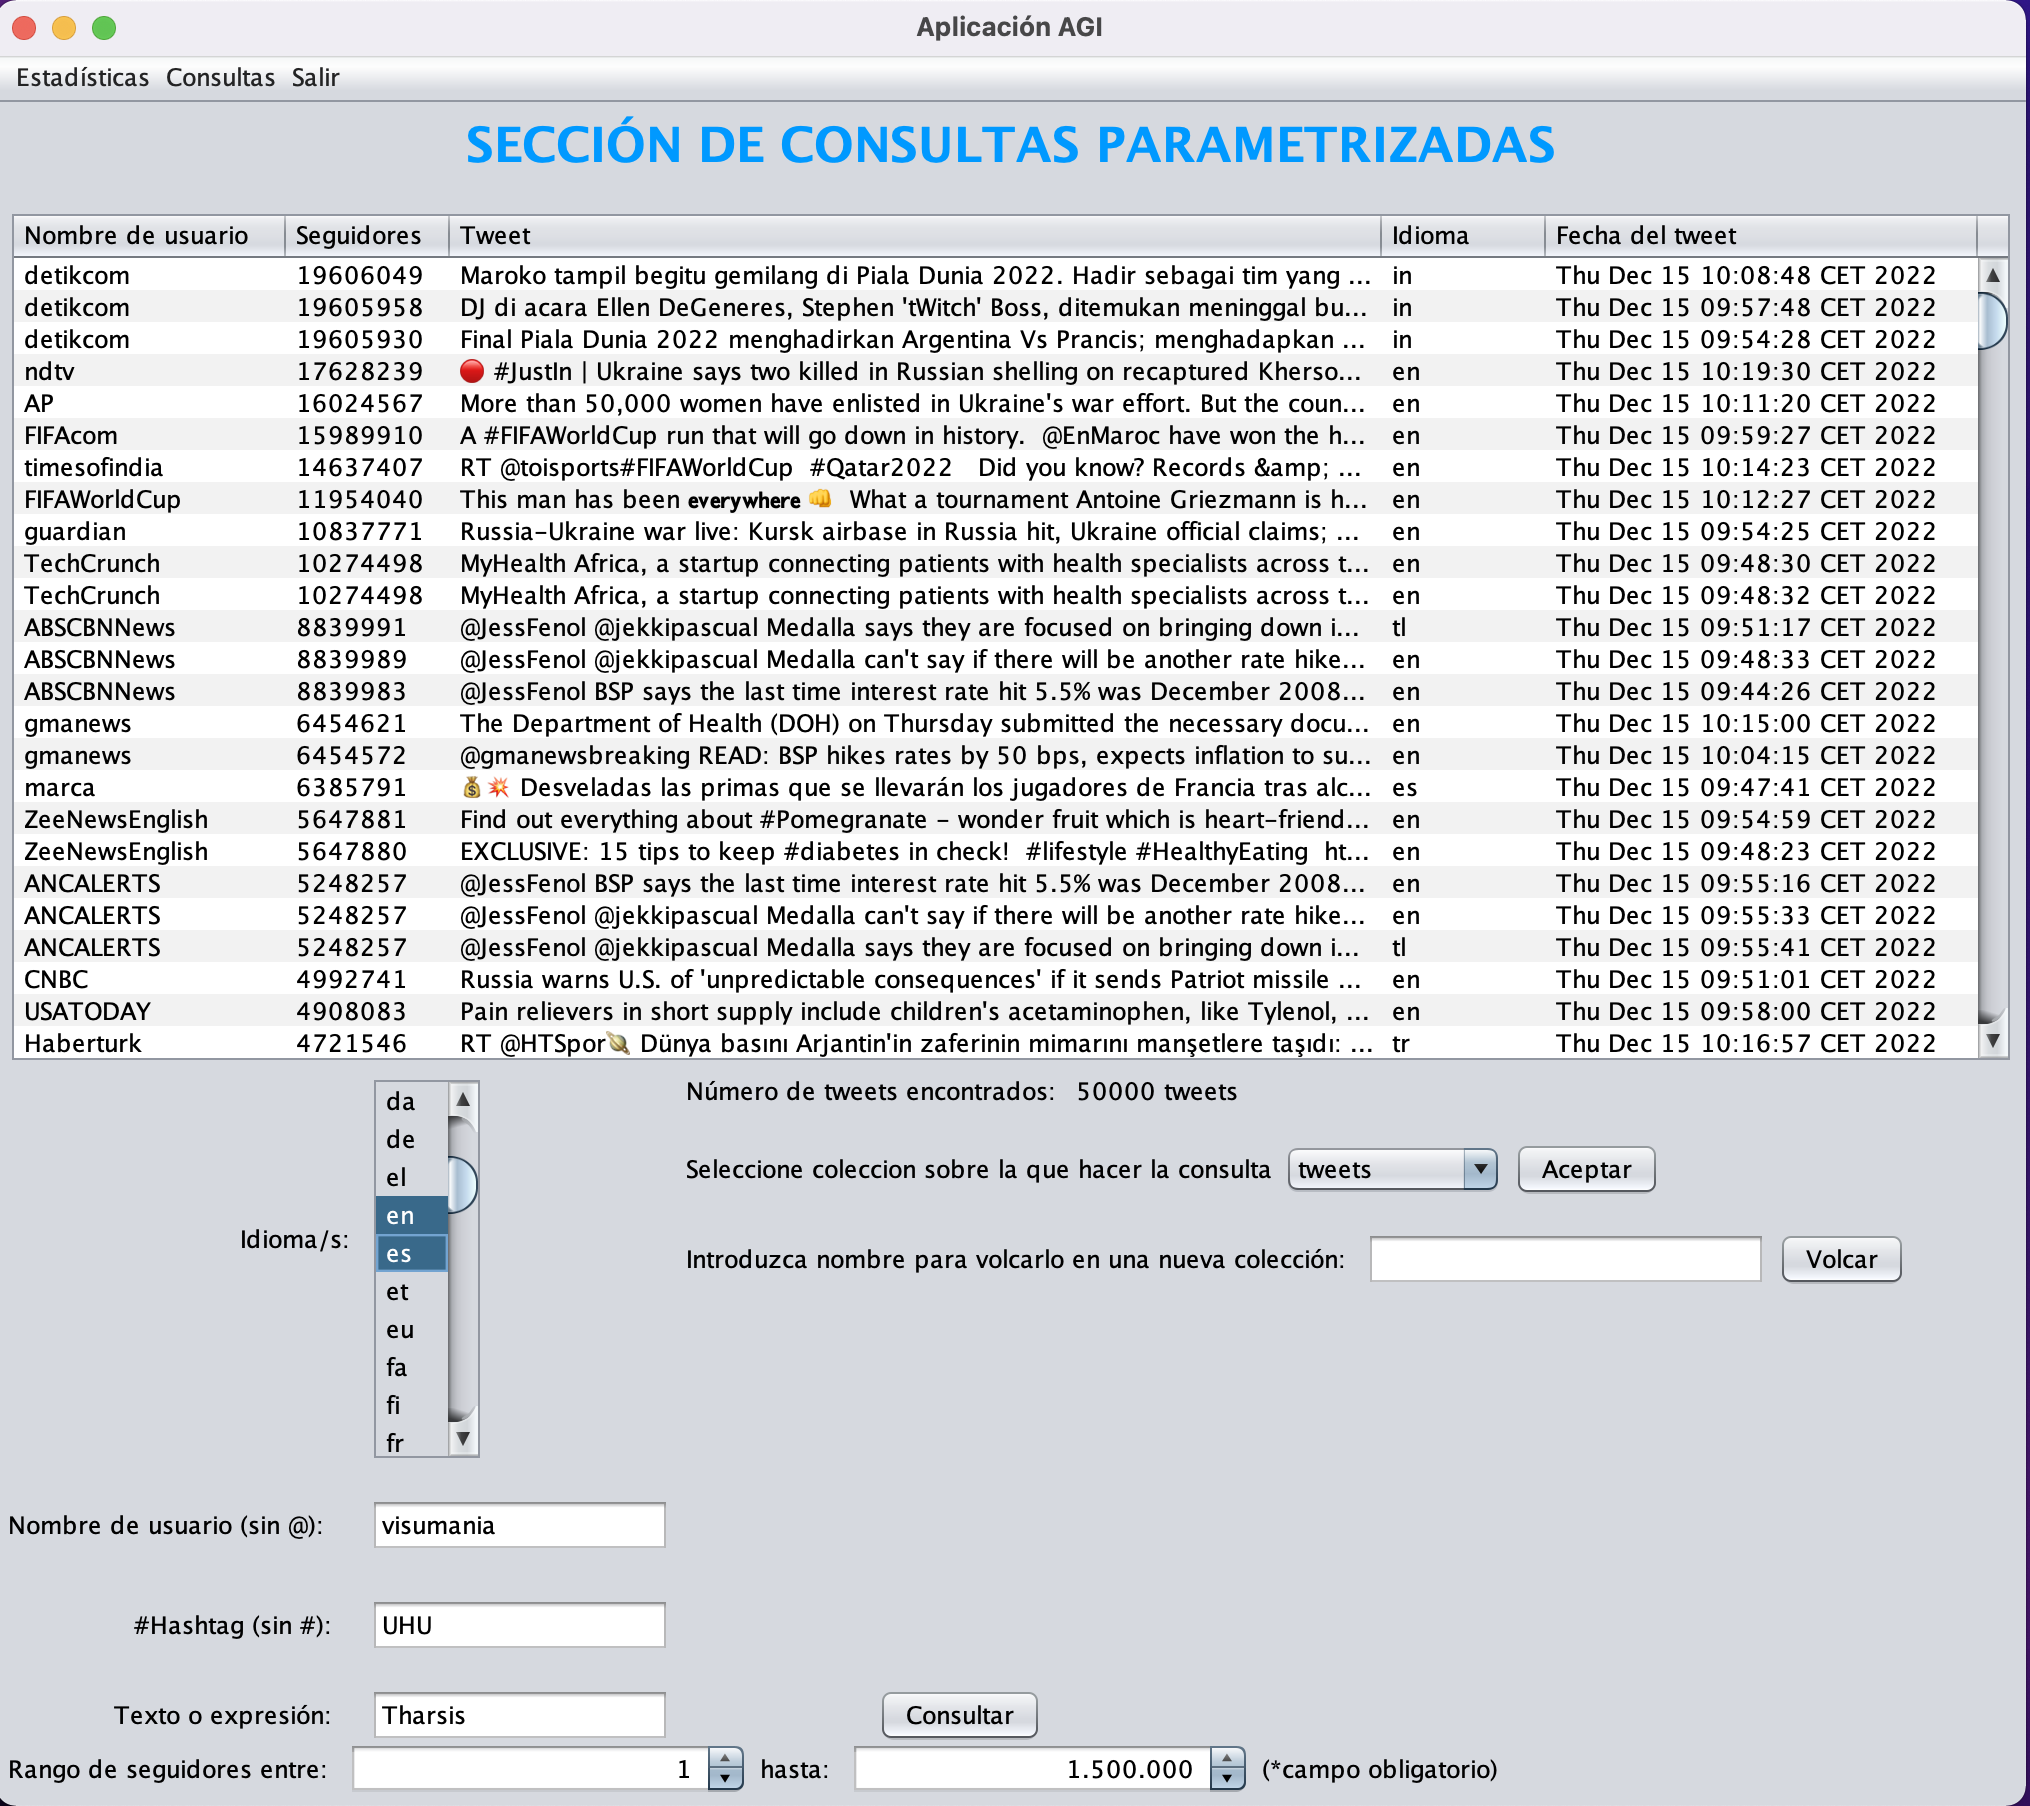 Aplicación AGI
Estadísticas Consultas Salir
SECCIÓN DE CONSULTAS PARAMETRIZADAS
Nombre de usuario Seguidores Tweet Idioma Fecha del tweet
detikcom 19606049 Maroko tampil begitu gemilang di Piala Dunia 2022. Hadir sebagai tim yang ... in Thu Dec 15 10:08:48 CET 2022
detikcom 19605958 DJ di acara Ellen DeGeneres, Stephen 'tWitch' Boss, ditemukan meninggal bu... in Thu Dec 15 09:57:48 CET 2022
detikcom 19605930 Final Piala Dunia 2022 menghadirkan Argentina Vs Prancis; menghadapkan ... in Thu Dec 15 09:54:28 CET 2022
ndtv 17628239 🔴 #JustIn | Ukraine says two killed in Russian shelling on recaptured Kherso... en Thu Dec 15 10:19:30 CET 2022
AP 16024567 More than 50,000 women have enlisted in Ukraine's war effort. But the coun... en Thu Dec 15 10:11:20 CET 2022
FIFAcom 15989910 A #FIFAWorldCup run that will go down in history. @EnMaroc have won the h... en Thu Dec 15 09:59:27 CET 2022
timesofindia 14637407 RT @toisports#FIFAWorldCup #Qatar2022 Did you know? Records &amp; ... en Thu Dec 15 10:14:23 CET 2022
FIFAWorldCup 11954040 This man has been everywhere 👊 What a tournament Antoine Griezmann is h... en Thu Dec 15 10:12:27 CET 2022
guardian 10837771 Russia-Ukraine war live: Kursk airbase in Russia hit, Ukraine official claims; ... en Thu Dec 15 09:54:25 CET 2022
TechCrunch 10274498 MyHealth Africa, a startup connecting patients with health specialists across t... en Thu Dec 15 09:48:30 CET 2022
TechCrunch 10274498 MyHealth Africa, a startup connecting patients with health specialists across t... en Thu Dec 15 09:48:32 CET 2022
ABSCBNNews 8839991 @JessFenol @jekkipascual Medalla says they are focused on bringing down i... tl Thu Dec 15 09:51:17 CET 2022
ABSCBNNews 8839989 @JessFenol @jekkipascual Medalla can't say if there will be another rate hike... en Thu Dec 15 09:48:33 CET 2022
ABSCBNNews 8839983 @JessFenol BSP says the last time interest rate hit 5.5% was December 2008... en Thu Dec 15 09:44:26 CET 2022
gmanews 6454621 The Department of Health (DOH) on Thursday submitted the necessary docu... en Thu Dec 15 10:15:00 CET 2022
gmanews 6454572 @gmanewsbreaking READ: BSP hikes rates by 50 bps, expects inflation to su... en Thu Dec 15 10:04:15 CET 2022
marca 6385791 💰💥 Desveladas las primas que se llevarán los jugadores de Francia tras alc... es Thu Dec 15 09:47:41 CET 2022
ZeeNewsEnglish 5647881 Find out everything about #Pomegranate - wonder fruit which is heart-friend... en Thu Dec 15 09:54:59 CET 2022
ZeeNewsEnglish 5647880 EXCLUSIVE: 15 tips to keep #diabetes in check! #lifestyle #HealthyEating ht... en Thu Dec 15 09:48:23 CET 2022
ANCALERTS 5248257 @JessFenol BSP says the last time interest rate hit 5.5% was December 2008... en Thu Dec 15 09:55:16 CET 2022
ANCALERTS 5248257 @JessFenol @jekkipascual Medalla can't say if there will be another rate hike... en Thu Dec 15 09:55:33 CET 2022
ANCALERTS 5248257 @JessFenol @jekkipascual Medalla says they are focused on bringing down i... tl Thu Dec 15 09:55:41 CET 2022
CNBC 4992741 Russia warns U.S. of 'unpredictable consequences' if it sends Patriot missile ... en Thu Dec 15 09:51:01 CET 2022
USATODAY 4908083 Pain relievers in short supply include children's acetaminophen, like Tylenol, ... en Thu Dec 15 09:58:00 CET 2022
Haberturk 4721546 RT @HTSpor🪐 Dünya basını Arjantin'in zaferinin mimarını manşetlere taşıdı: ... tr Thu Dec 15 10:16:57 CET 2022
Idioma/s:
da
de
el
en
es
et
eu
fa
fi
fr
Número de tweets encontrados: 50000 tweets
Seleccione coleccion sobre la que hacer la consulta tweets Aceptar
Introduzca nombre para volcarlo en una nueva colección: Volcar
Nombre de usuario (sin @): visumania
#Hashtag (sin #): UHU
Texto o expresión: Tharsis Consultar
Rango de seguidores entre: 1 hasta: 1.500.000 (*campo obligatorio)